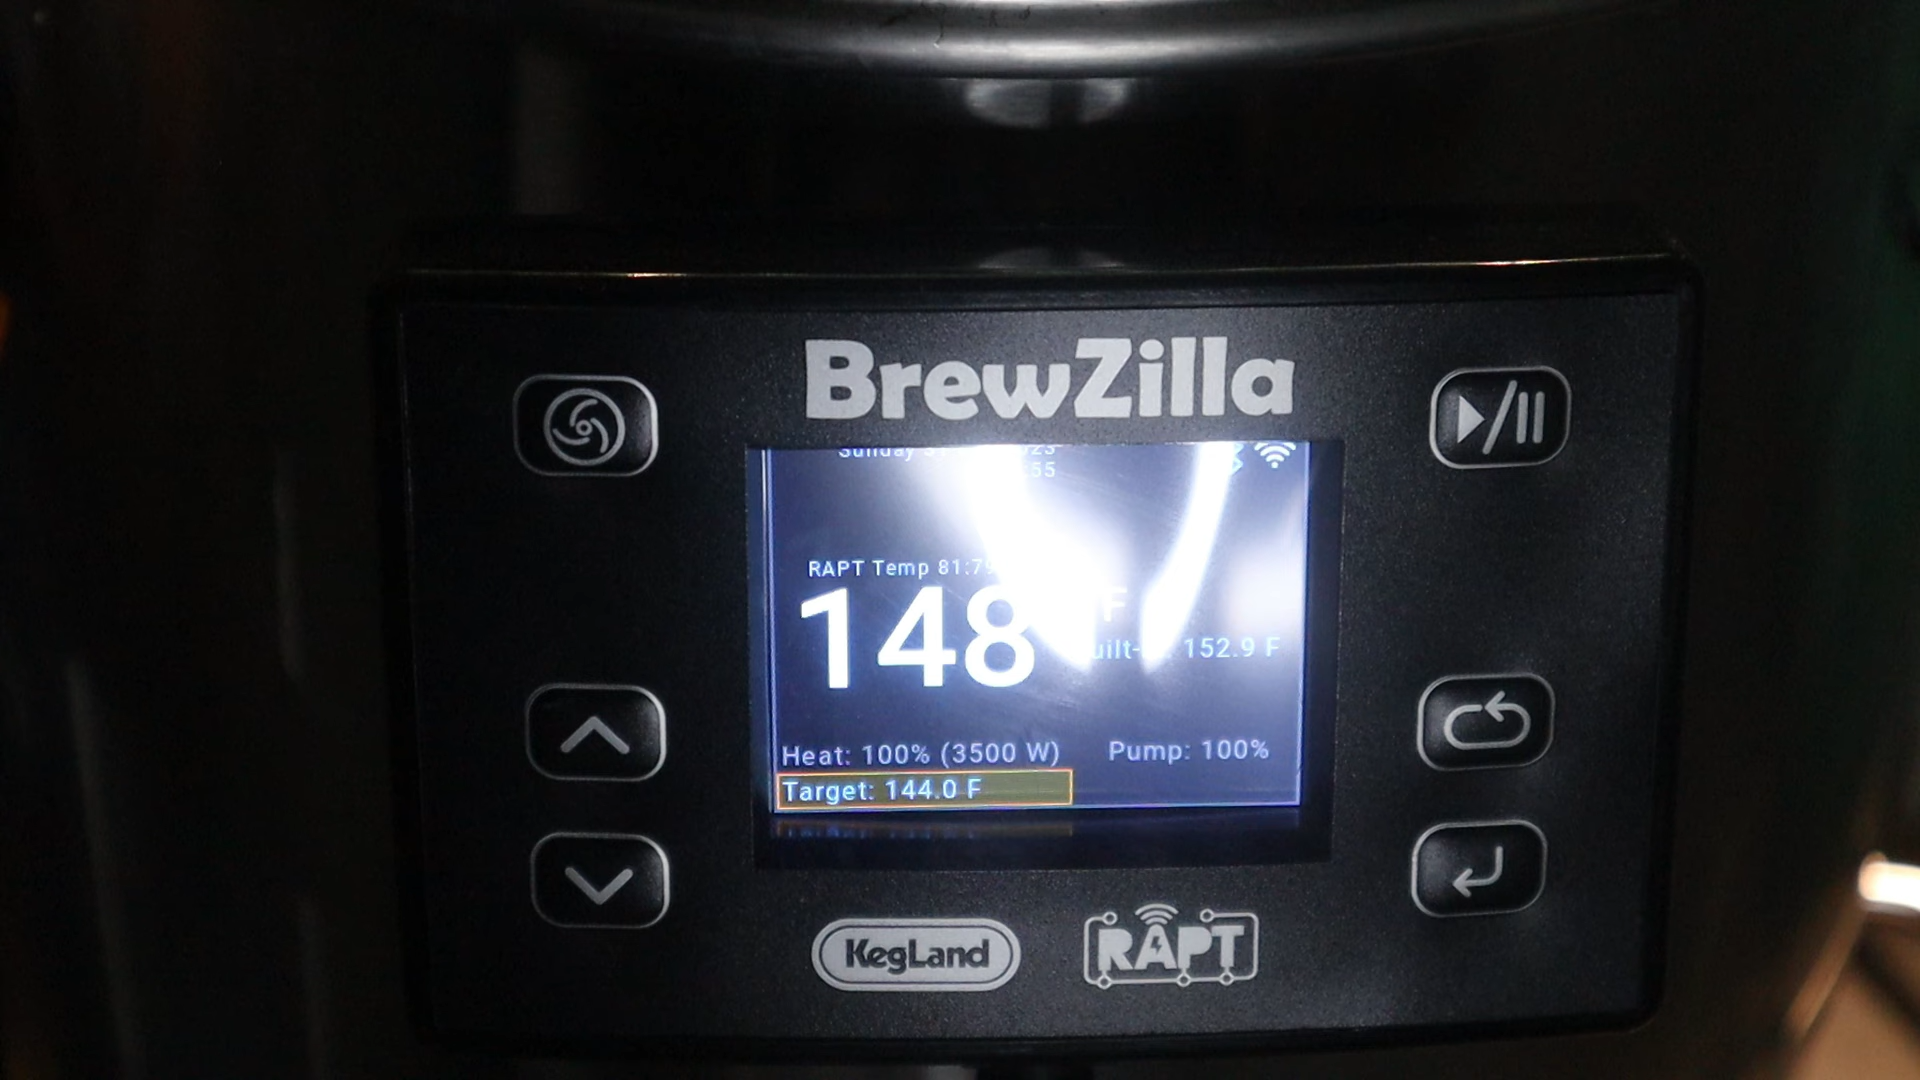 BrewZilla
Sunday
:55
RAPT Temp 81:79
148 F
152.9 F
Heat: 100% (3500 W) Pump: 100%
Target: 144.0 F
KegLand
RAPT